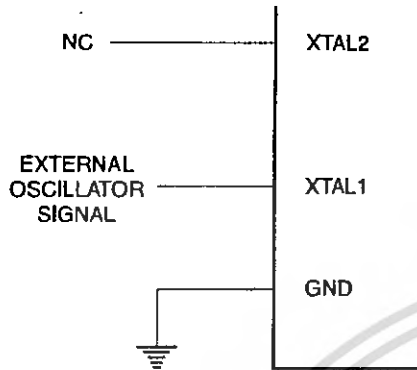 NC
XTAL2
EXTERNAL
OSCILLATOR
SIGNAL
XTAL1
GND